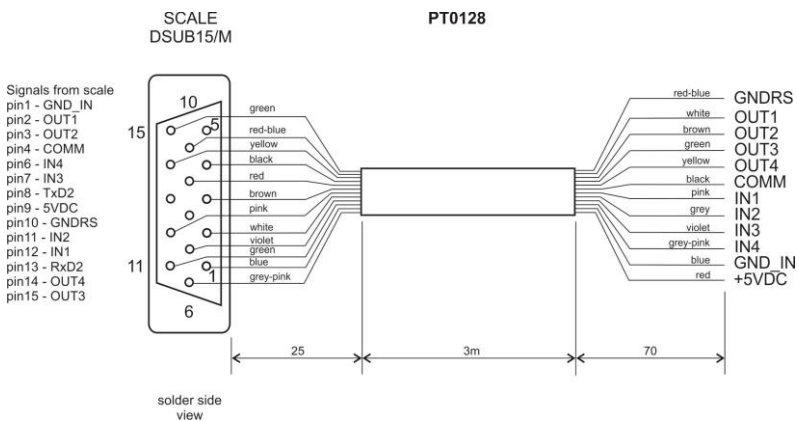 SCALE
DSUB15/M
PT0128
Signals from scale
pin1 - GND_IN
pin2 - OUT1
pin3 - OUT2
pin4 - COMM
pin6 - IN4
pin7 - IN3
pin8 - TxD2
pin9 - 5VDC
pin10 - GNDRS
pin11 - IN2
pin12 - IN1
pin13 - RxD2
pin14 - OUT4
pin15 - OUT3
10
15
5
11
1
6
green
red-blue
yellow
black
red
brown
pink
white
violet
green
blue
grey-pink
red-blue GNDRS
white OUT1
brown OUT2
green OUT3
yellow OUT4
black COMM
pink IN1
grey IN2
violet IN3
grey-pink IN4
blue GND_IN
red +5VDC
25
3m
70
solder side
view